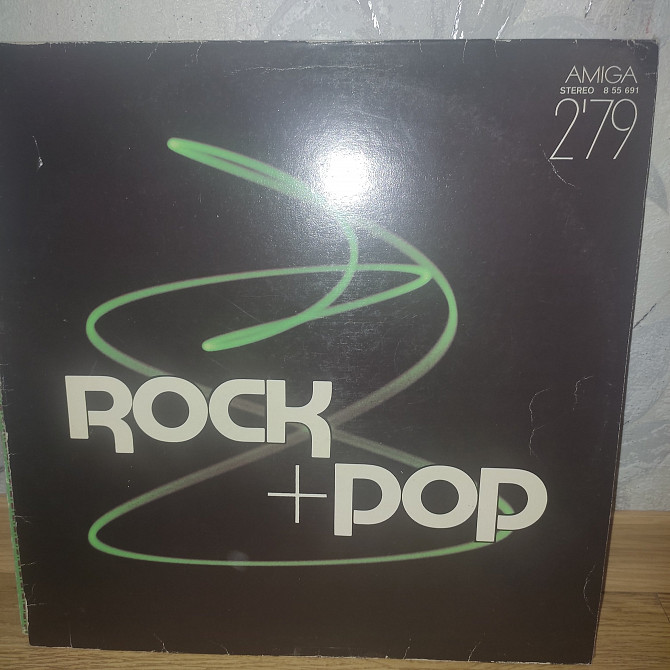 AMIGA
STEREO 8 55 691
2'79
ROCK
+POP